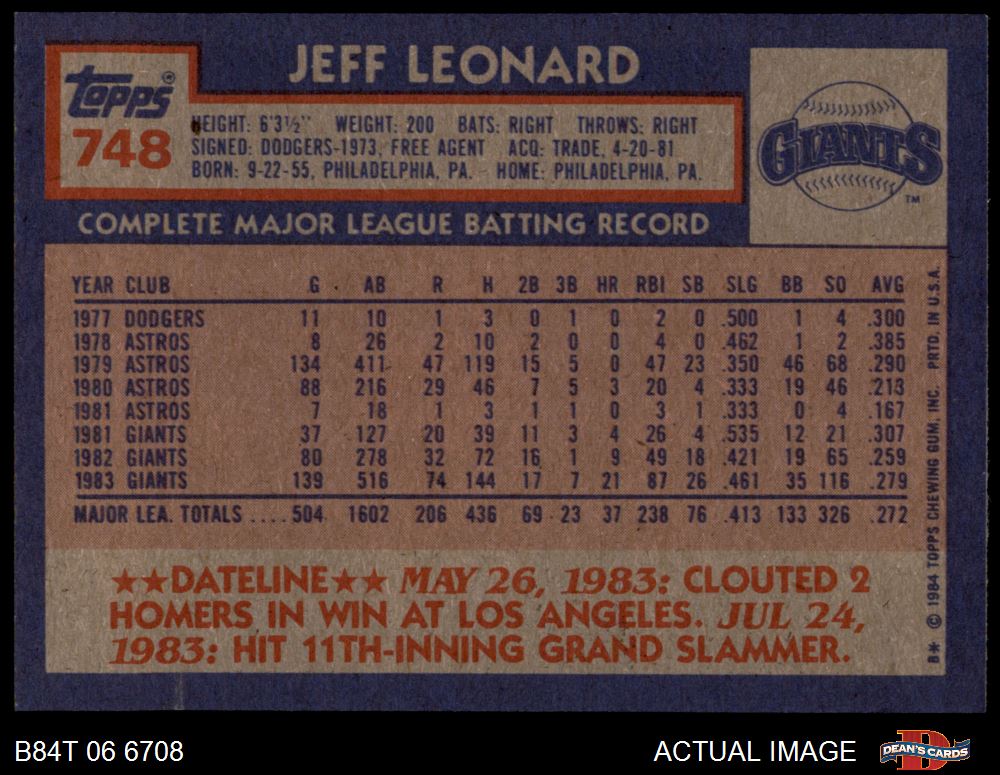 JEFF LEONARD
Topps®
748
HEIGHT: 6'3½" WEIGHT: 200 BATS: RIGHT THROWS: RIGHT
SIGNED: DODGERS-1973, FREE AGENT ACQ: TRADE, 4-20-81
BORN: 9-22-55, PHILADELPHIA, PA. HOME: PHILADELPHIA, PA.
GIANTS
TM
COMPLETE MAJOR LEAGUE BATTING RECORD
YEAR CLUB G AB R H 2B 3B HR RBI SB SLG BB SO AVG
1977 DODGERS 11 10 1 3 0 1 0 2 0 .500 1 4 .300
1978 ASTROS 8 26 2 10 2 0 0 4 0 .462 1 2 .385
1979 ASTROS 134 411 47 119 15 5 0 47 23 .350 46 68 .290
1980 ASTROS 88 216 29 46 7 5 3 20 4 .333 19 46 .213
1981 ASTROS 7 18 1 3 1 1 0 3 1 .333 0 4 .167
1981 GIANTS 37 127 20 39 11 3 4 26 4 .535 12 21 .307
1982 GIANTS 80 278 32 72 16 1 9 49 18 .421 19 65 .259
1983 GIANTS 139 516 74 144 17 7 21 87 26 .461 35 116 .279
MAJOR LEA. TOTALS .... 504 1602 206 436 69 23 37 238 76 .413 133 326 .272
★★DATELINE★★ MAY 26, 1983: CLOUTED 2
HOMERS IN WIN AT LOS ANGELES. JUL 24,
1983: HIT 11TH-INNING GRAND SLAMMER.
B* © 1984 TOPPS CHEWING GUM, INC. PRTD. IN U.S.A.
B84T 06 6708
ACTUAL IMAGE
D
DEAN'S CARDS